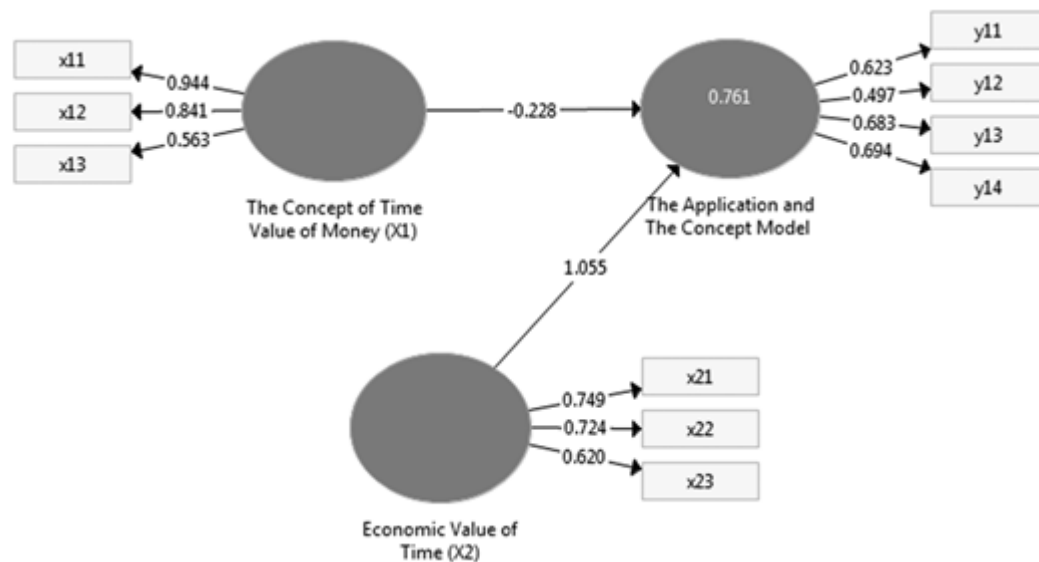 x11
x12
x13
0.944
0.841
0.563
The Concept of Time
Value of Money (X1)
-0.228
0.761
The Application and
The Concept Model
0.623
0.497
0.683
0.694
y11
y12
y13
y14
1.055
Economic Value of
Time (X2)
0.749
0.724
0.620
x21
x22
x23